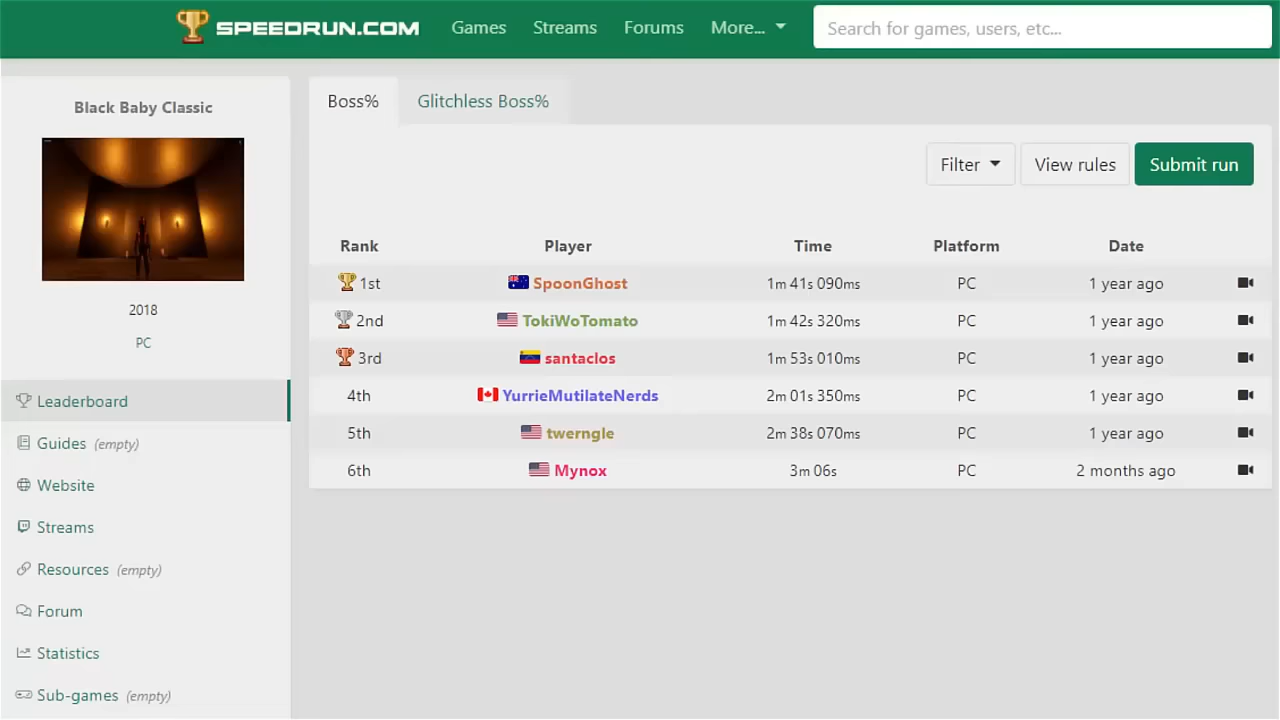 SPEEDRUN.COM Games Streams Forums More... Search for games, users, etc...
Black Baby Classic
2018
PC
Leaderboard
Guides (empty)
Website
Streams
Resources (empty)
Forum
Statistics
Sub-games (empty)
Boss% Glitchless Boss%
Filter View rules Submit run
Rank Player Time Platform Date
1st SpoonGhost 1m 41s 090ms PC 1 year ago
2nd TokiWoTomato 1m 42s 320ms PC 1 year ago
3rd santaclos 1m 53s 010ms PC 1 year ago
4th YurrieMutilateNerds 2m 01s 350ms PC 1 year ago
5th twerngle 2m 38s 070ms PC 1 year ago
6th Mynox 3m 06s PC 2 months ago